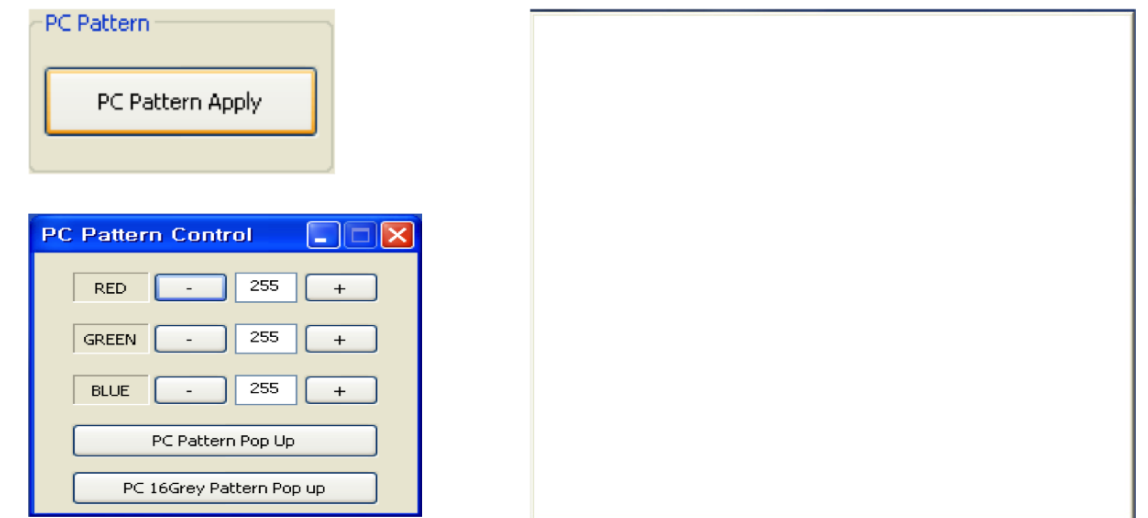 PC Pattern
PC Pattern Apply
PC Pattern Control
RED - 255 +
GREEN - 255 +
BLUE - 255 +
PC Pattern Pop Up
PC 16Grey Pattern Pop up